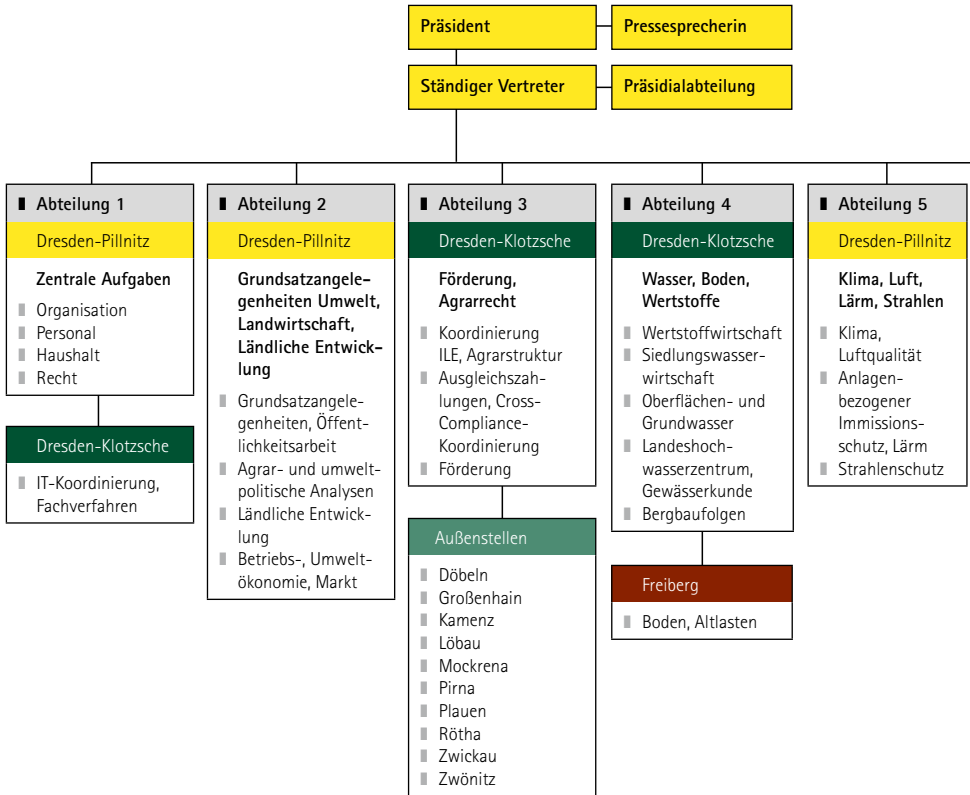 Präsident
Pressesprecherin
Ständiger Vertreter
Präsidialabteilung
Abteilung 1
Dresden-Pillnitz
Zentrale Aufgaben
Organisation
Personal
Haushalt
Recht
Dresden-Klotzsche
IT-Koordinierung,
Fachverfahren
Abteilung 2
Dresden-Pillnitz
Grundsatzangele-
genheiten Umwelt,
Landwirtschaft,
Ländliche Entwick-
lung
Grundsatzangele-
genheiten, Öffent-
lichkeitsarbeit
Agrar- und umwelt-
politische Analysen
Ländliche Entwick-
lung
Betriebs-, Umwelt-
ökonomie, Markt
Abteilung 3
Dresden-Klotzsche
Förderung,
Agrarrecht
Koordinierung
ILE, Agrarstruktur
Ausgleichszah-
lungen, Cross-
Compliance-
Koordinierung
Förderung
Außenstellen
Döbeln
Großenhain
Kamenz
Löbau
Mockrena
Pirna
Plauen
Rötha
Zwickau
Zwönitz
Abteilung 4
Dresden-Klotzsche
Wasser, Boden,
Wertstoffe
Wertstoffwirtschaft
Siedlungswasser-
wirtschaft
Oberflächen- und
Grundwasser
Landeshoch-
wasserzentrum,
Gewässerkunde
Bergbaufolgen
Freiberg
Boden, Altlasten
Abteilung 5
Dresden-Pillnitz
Klima, Luft,
Lärm, Strahlen
Klima,
Luftqualität
Anlagen-
bezogener
Immissions-
schutz, Lärm
Strahlenschutz